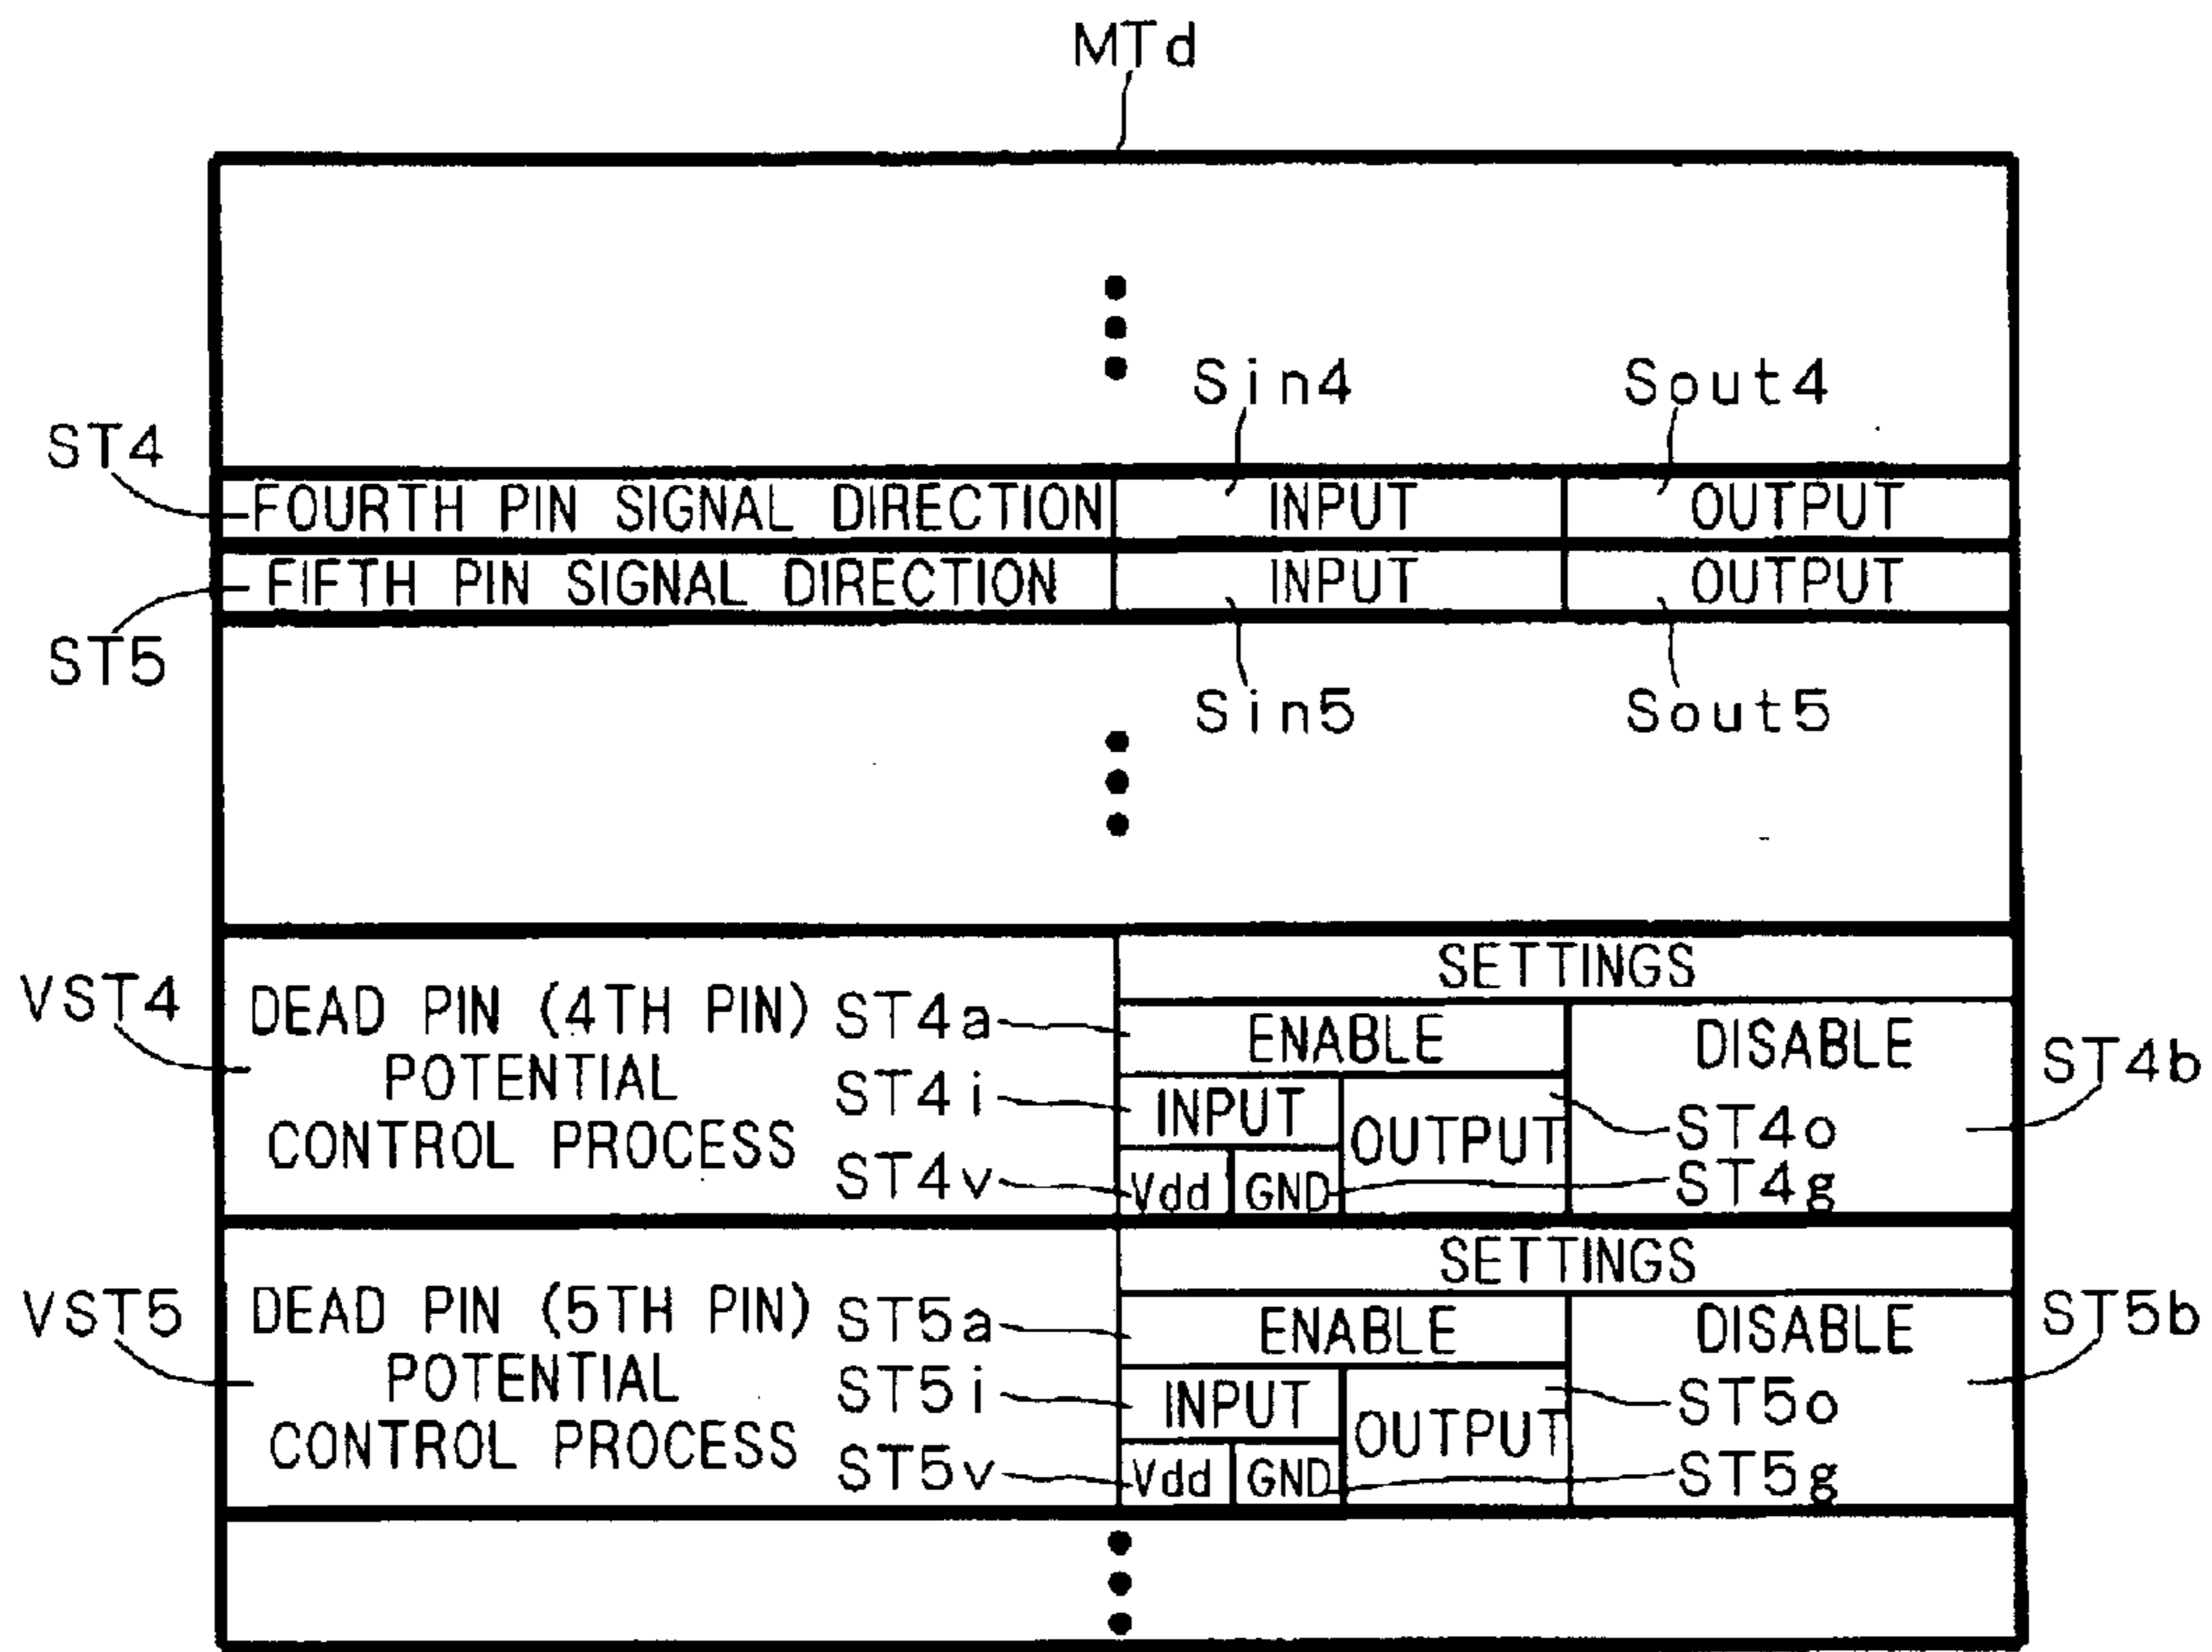 MTd
Sin4 Sout4
ST4
FOURTH PIN SIGNAL DIRECTION INPUT OUTPUT
FIFTH PIN SIGNAL DIRECTION INPUT OUTPUT
ST5
Sin5 Sout5
SETTINGS
VST4 DEAD PIN (4TH PIN) ST4a ENABLE DISABLE ST4b
POTENTIAL ST4i INPUT OUTPUT ST4o
CONTROL PROCESS ST4v Vdd GND ST4g
SETTINGS
VST5 DEAD PIN (5TH PIN) ST5a ENABLE DISABLE ST5b
POTENTIAL ST5i INPUT OUTPUT ST5o
CONTROL PROCESS ST5v Vdd GND ST5g